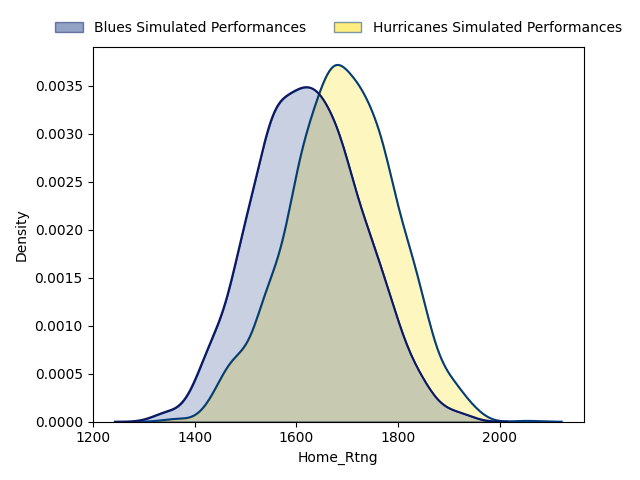 Blues Simulated Performances
Hurricanes Simulated Performances
Density
0.0035
0.0030
0.0025
0.0020
0.0015
0.0010
0.0005
0.0000
1200 1400 1600 1800 2000
Home_Rtng